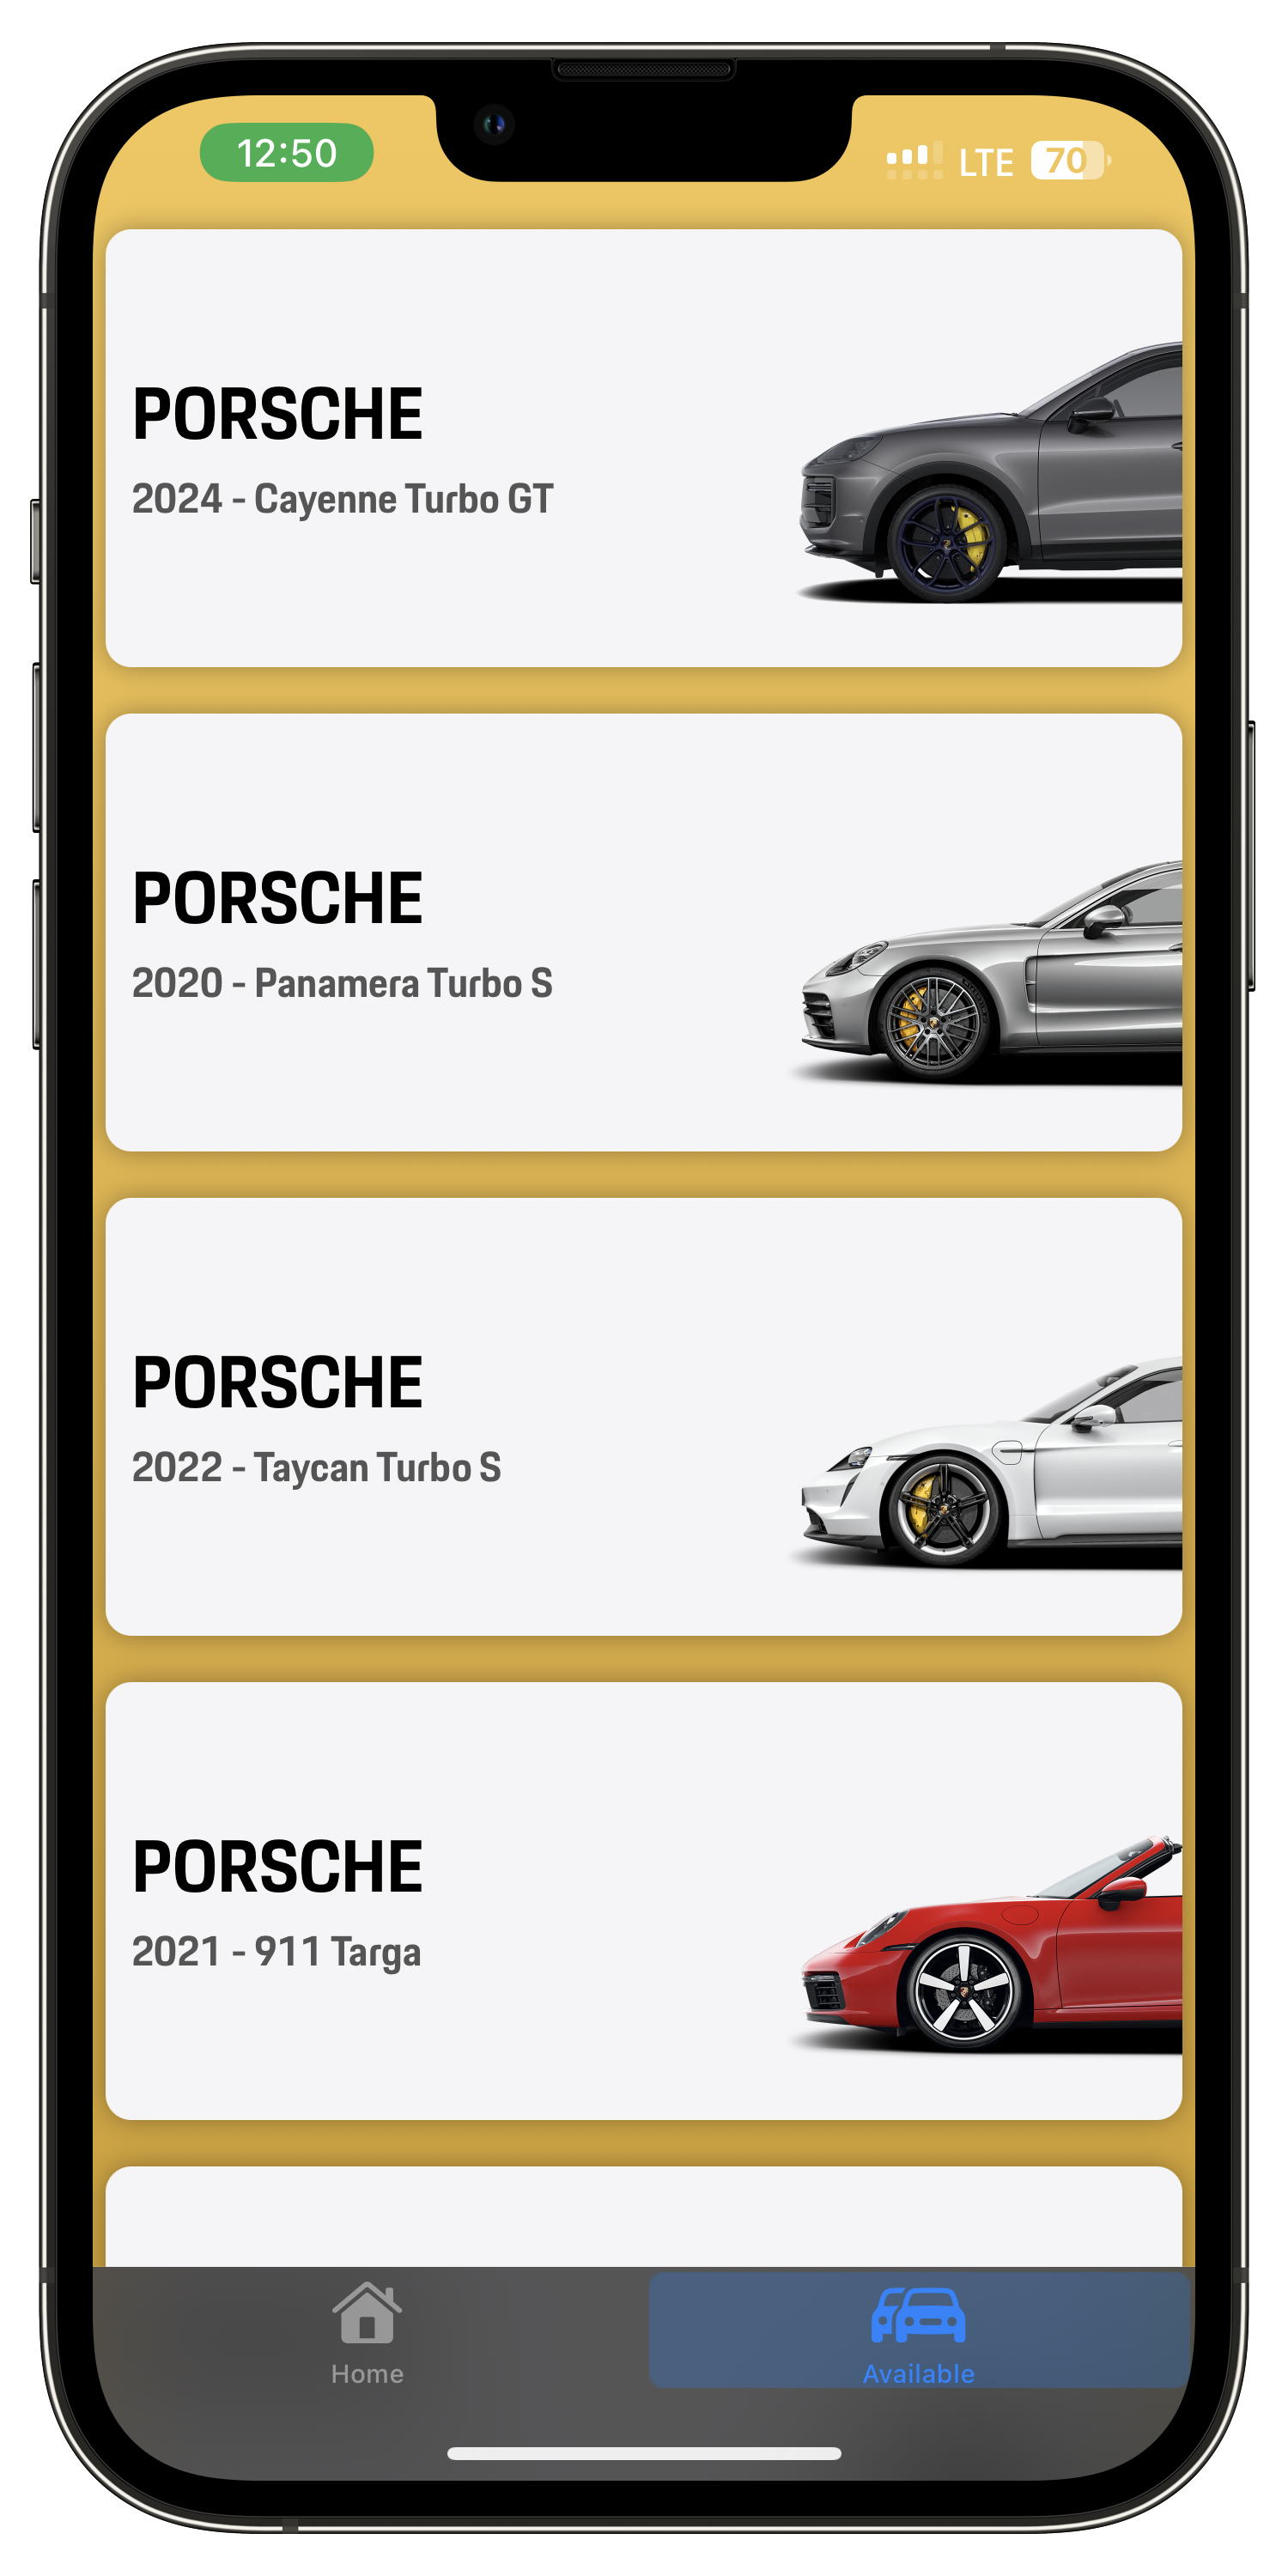 12:50
LTE 70
PORSCHE
2024 - Cayenne Turbo GT
PORSCHE
2020 - Panamera Turbo S
PORSCHE
2022 - Taycan Turbo S
PORSCHE
2021 - 911 Targa
Home
Available